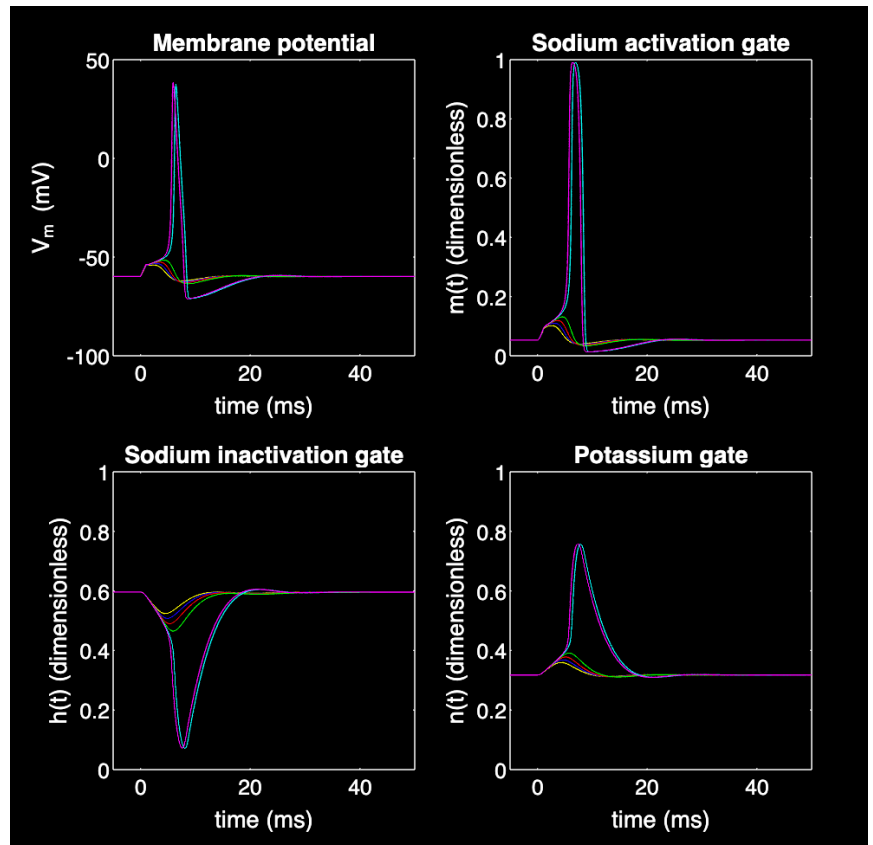 Membrane potential
50
0
-50
-100
V_m (mV)
0
20
40
time (ms)
Sodium activation gate
1
0.8
0.6
0.4
0.2
0
m(t) (dimensionless)
0
20
40
time (ms)
Sodium inactivation gate
1
0.8
0.6
0.4
0.2
0
h(t) (dimensionless)
0
20
40
time (ms)
Potassium gate
1
0.8
0.6
0.4
0.2
0
n(t) (dimensionless)
0
20
40
time (ms)